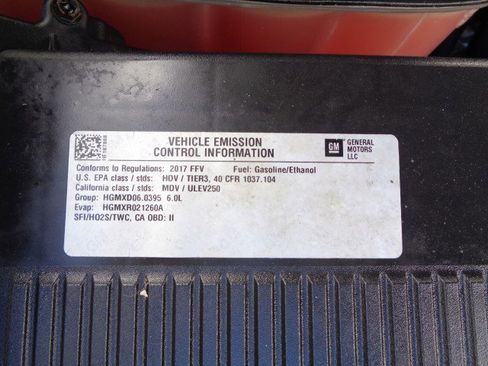 VEHICLE EMISSION
CONTROL INFORMATION
GM
GENERAL
MOTORS
LLC
Conforms to Regulations: 2017 FFV Fuel: Gasoline/Ethanol
U.S. EPA class / stds: HDV / TIER3, 40 CFR 1037.104
California class / stds: MDV / ULEV250
Group: HGMXD06.0395 6.0L
Evap: HGMXR021260A
SFI/HO2S/TWC, CA OBD: II